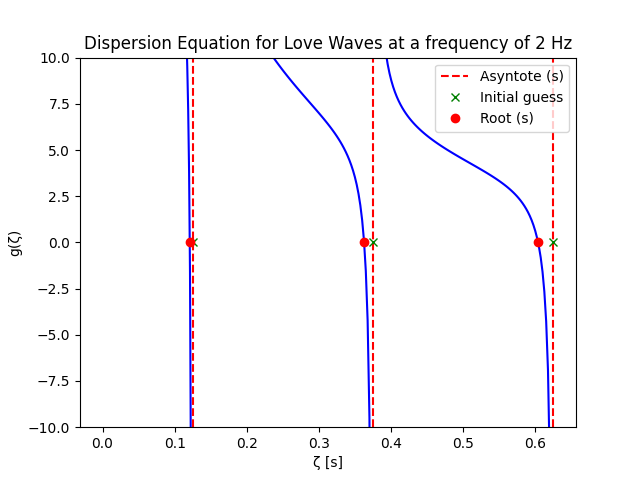 Dispersion Equation for Love Waves at a frequency of 2 Hz
10.0
7.5
5.0
2.5
0.0
−2.5
−5.0
−7.5
−10.0
g(ζ)
Asyntote (s)
Initial guess
Root (s)
0.0 0.1 0.2 0.3 0.4 0.5 0.6
ζ [s]